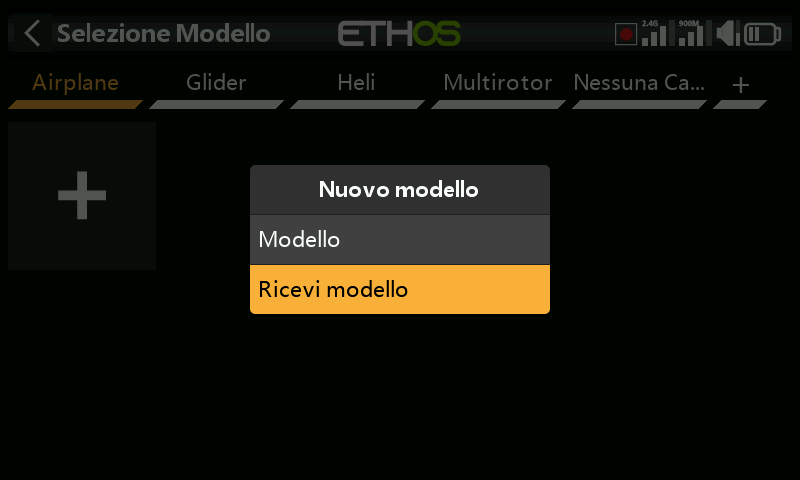 Selezione Modello
ETHOS
2.4G
900M
Airplane
Glider
Heli
Multirotor
Nessuna Ca...
+
Nuovo modello
Modello
Ricevi modello